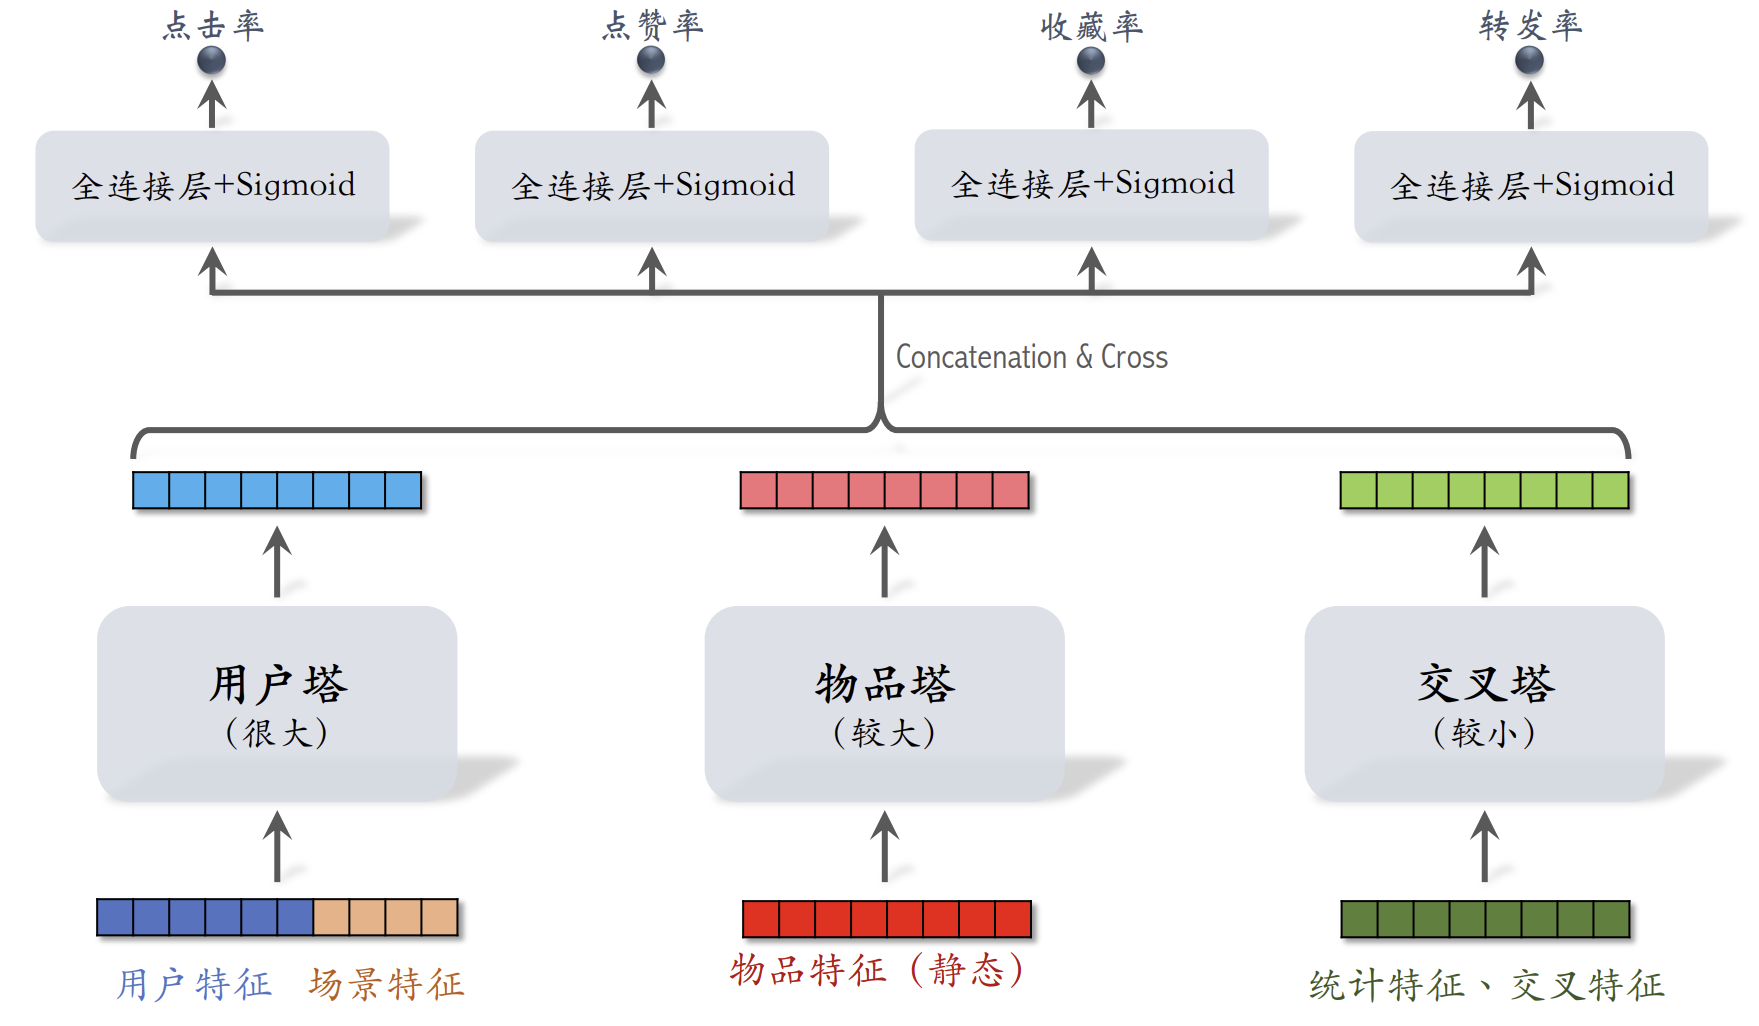 点击率
点赞率
收藏率
转发率
全连接层+Sigmoid
全连接层+Sigmoid
全连接层+Sigmoid
全连接层+Sigmoid
Concatenation & Cross
用户塔
(很大)
物品塔
(较大)
交叉塔
(较小)
用户特征
场景特征
物品特征(静态)
统计特征、交叉特征